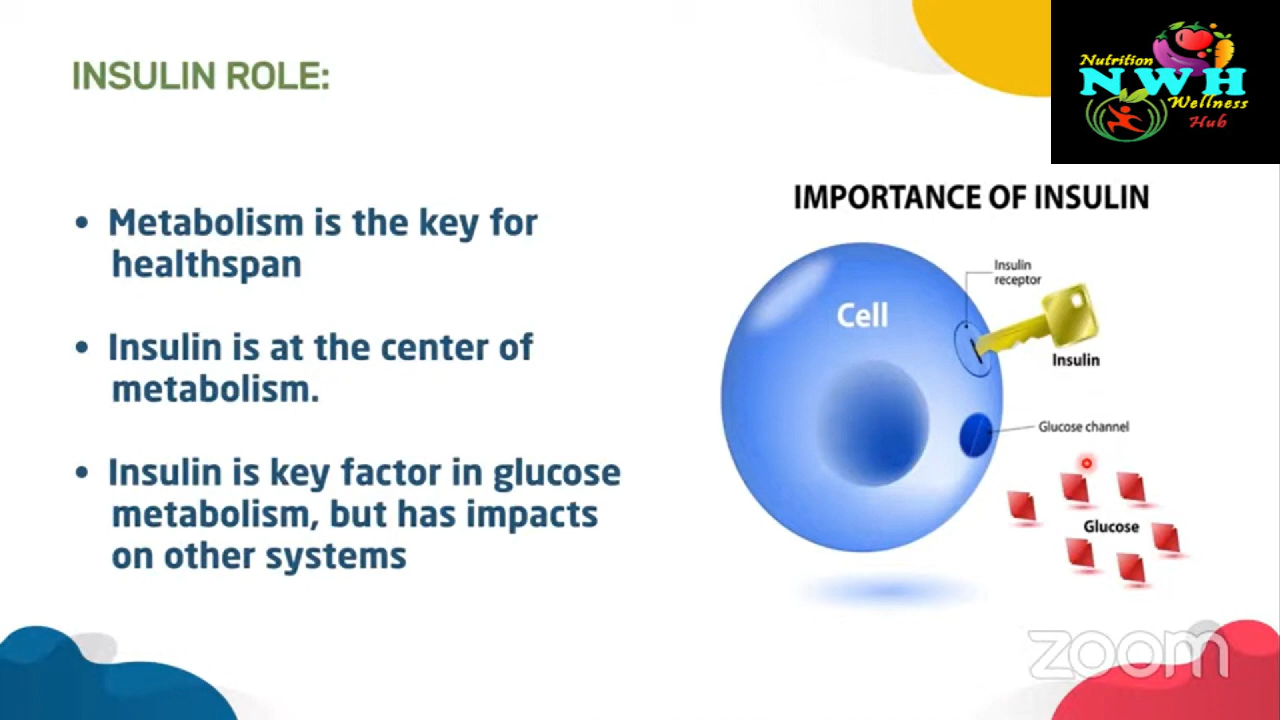 INSULIN ROLE:
Nutrition
NWH
Wellness
Hub
• Metabolism is the key for
healthspan
• Insulin is at the center of
metabolism.
• Insulin is key factor in glucose
metabolism, but has impacts
on other systems
IMPORTANCE OF INSULIN
Insulin
receptor
Cell
Insulin
Glucose channel
Glucose
zoom